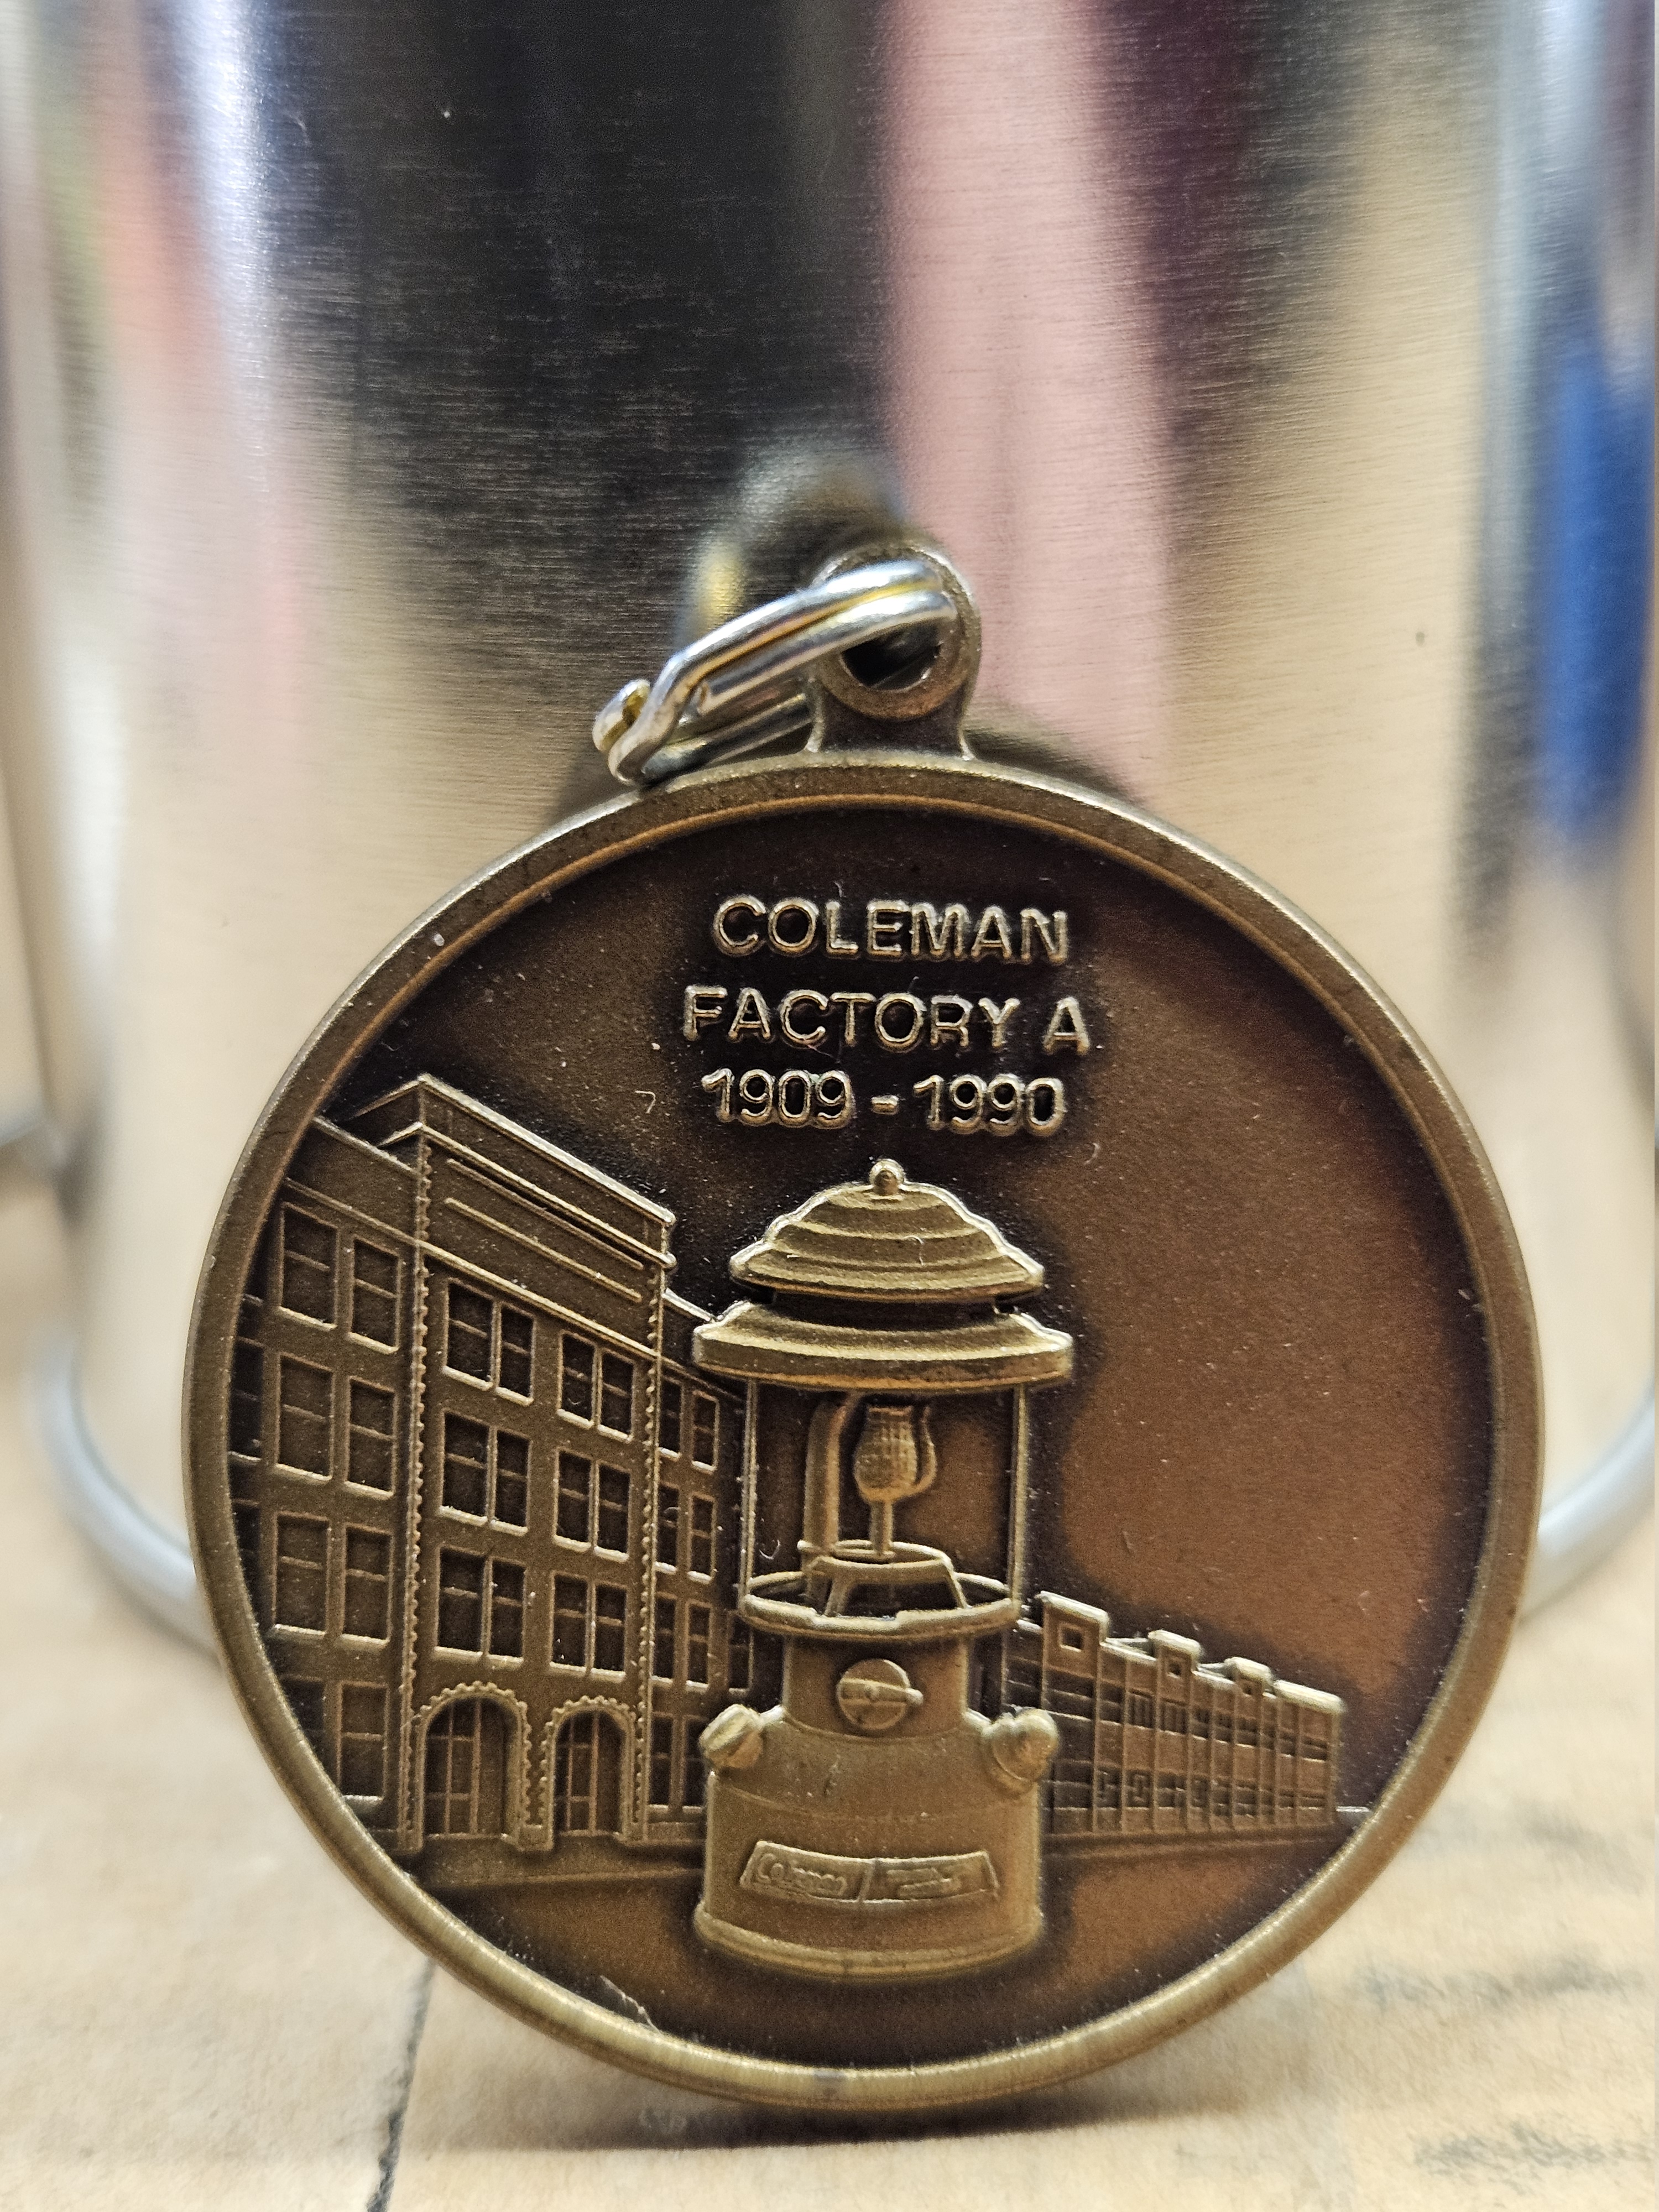 COLEMAN
FACTORY A
1909 - 1990
Coleman